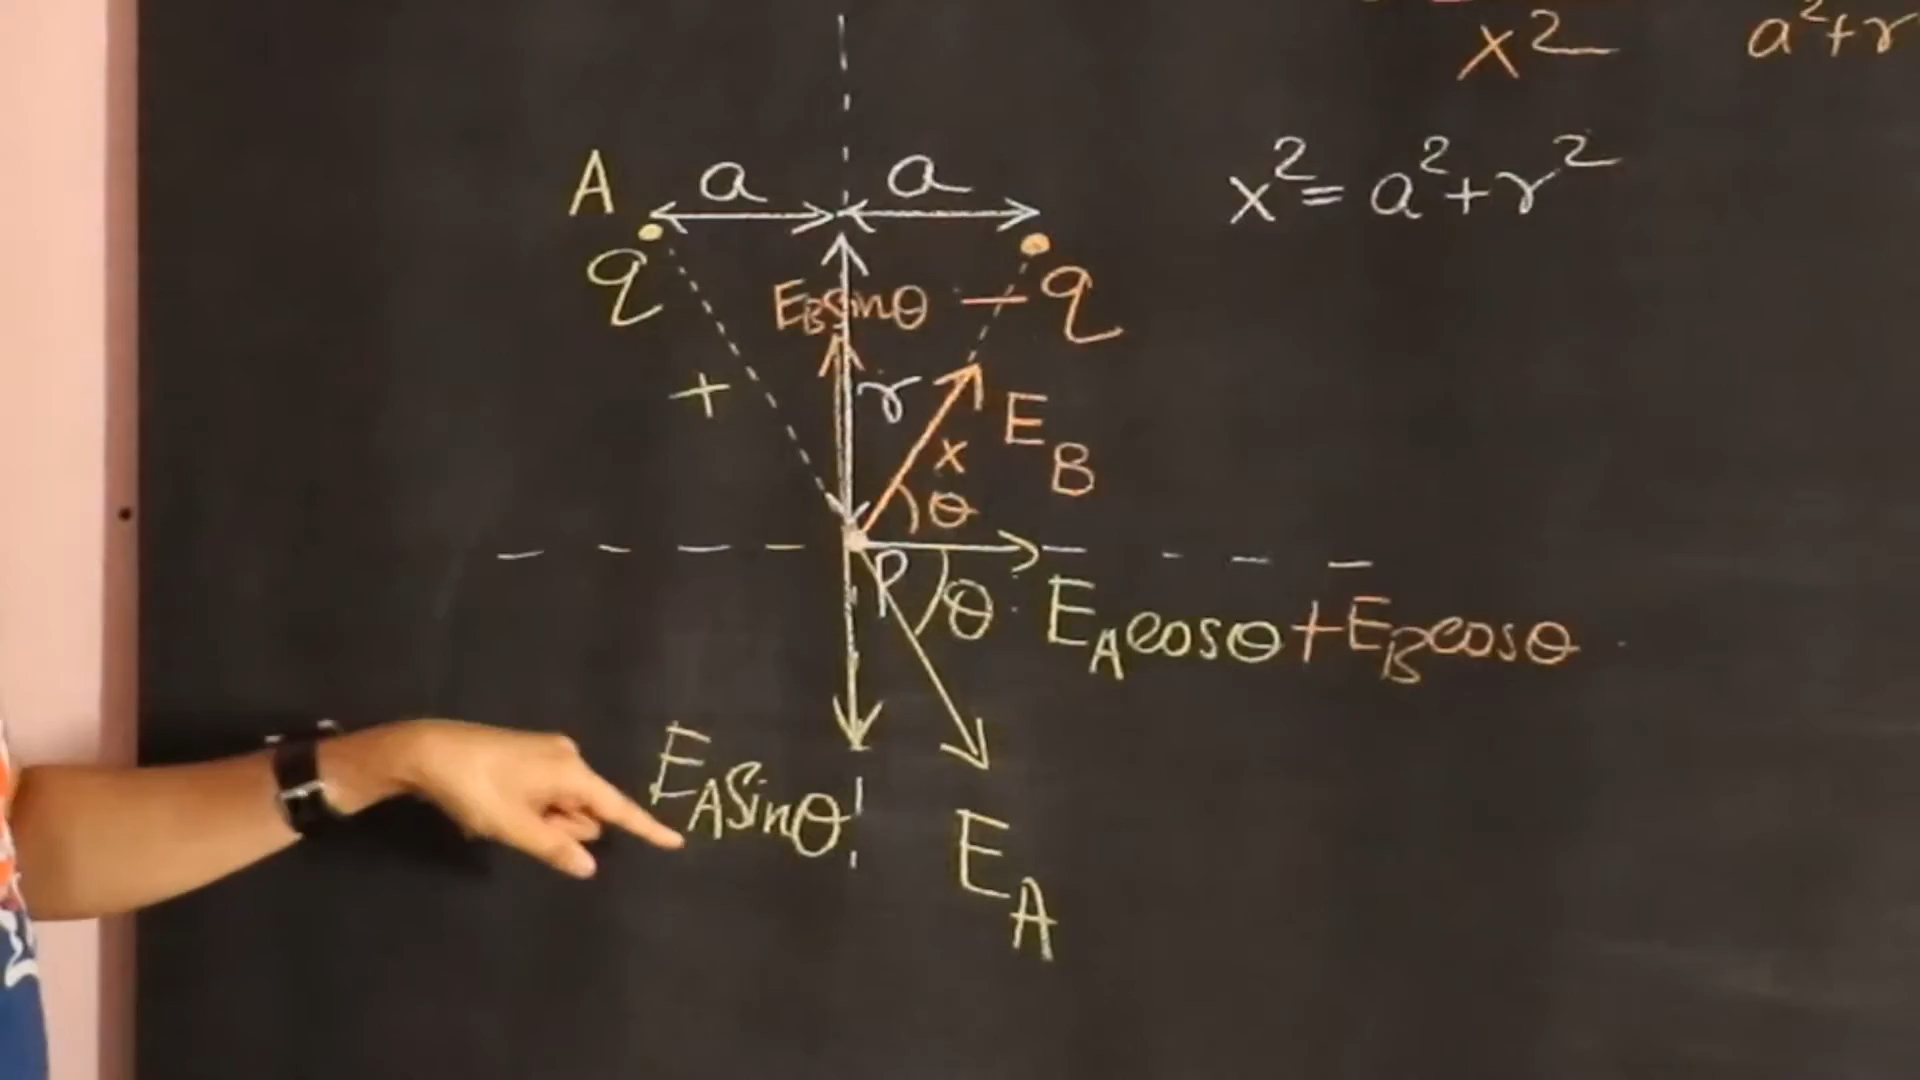 x² a²+r
x² = a²+r²
A a a
q EBsinθ -q
+ r x EB
θ
P θ EAcosθ+EBcosθ
EAsinθ
EA